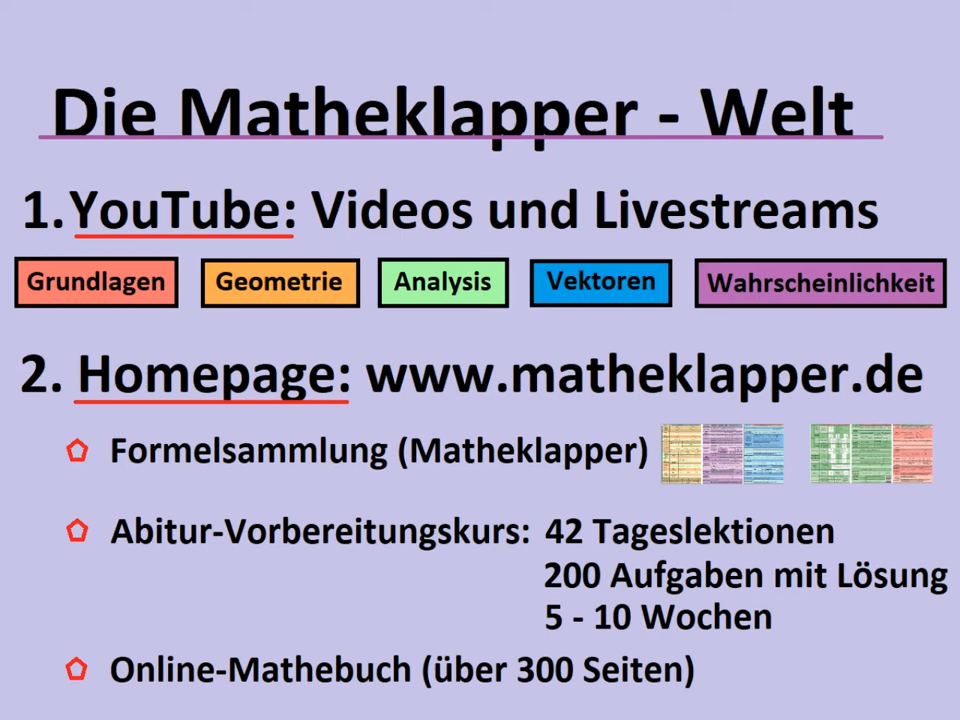 Die Matheklapper - Welt
1. YouTube: Videos und Livestreams
Grundlagen Geometrie Analysis Vektoren Wahrscheinlichkeit
2. Homepage: www.matheklapper.de
Formelsammlung (Matheklapper)
Abitur-Vorbereitungskurs: 42 Tageslektionen
200 Aufgaben mit Lösung
5 - 10 Wochen
Online-Mathebuch (über 300 Seiten)